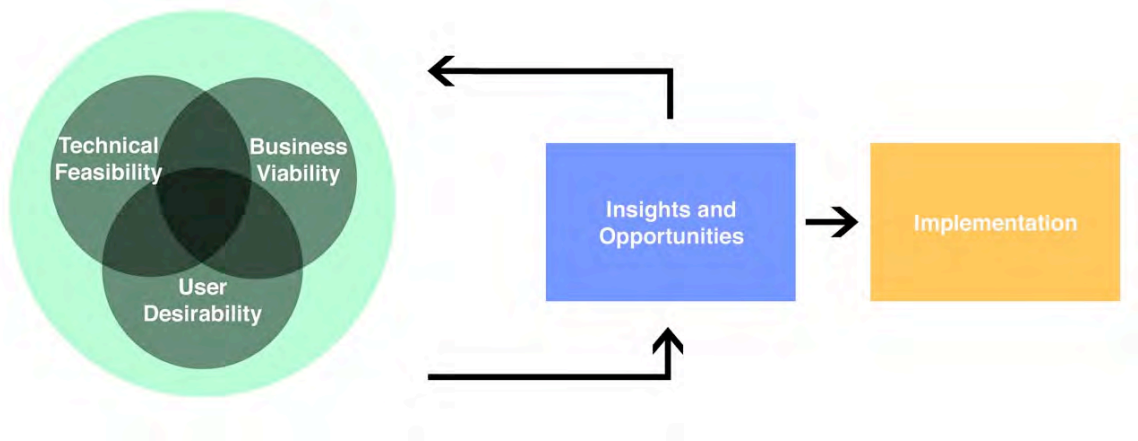 Technical
Feasibility
Business
Viability
User
Desirability
Insights and
Opportunities
Implementation